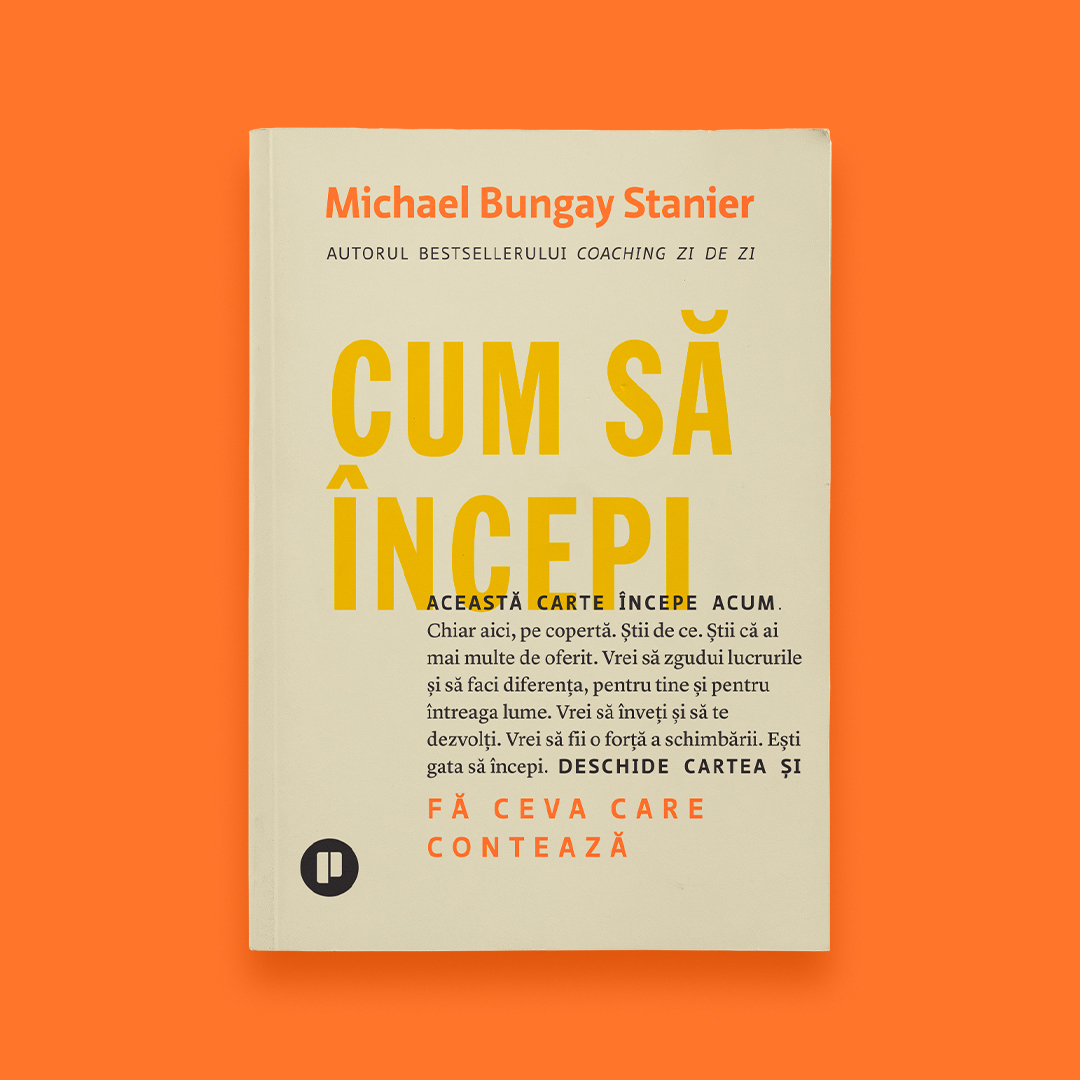 Michael Bungay Stanier
AUTORUL BESTSELLERULUI COACHING ZI DE ZI
CUM SĂ
ÎNCEPI
ACEASTĂ CARTE ÎNCEPE ACUM.
Chiar aici, pe copertă. Știi de ce. Știi că ai
mai multe de oferit. Vrei să zgudui lucrurile
și să faci diferența, pentru tine și pentru
întreaga lume. Vrei să înveți și să te
dezvolți. Vrei să fii o forță a schimbării. Ești
gata să începi. DESCHIDE CARTEA ȘI
FĂ CEVA CARE
CONTEAZĂ